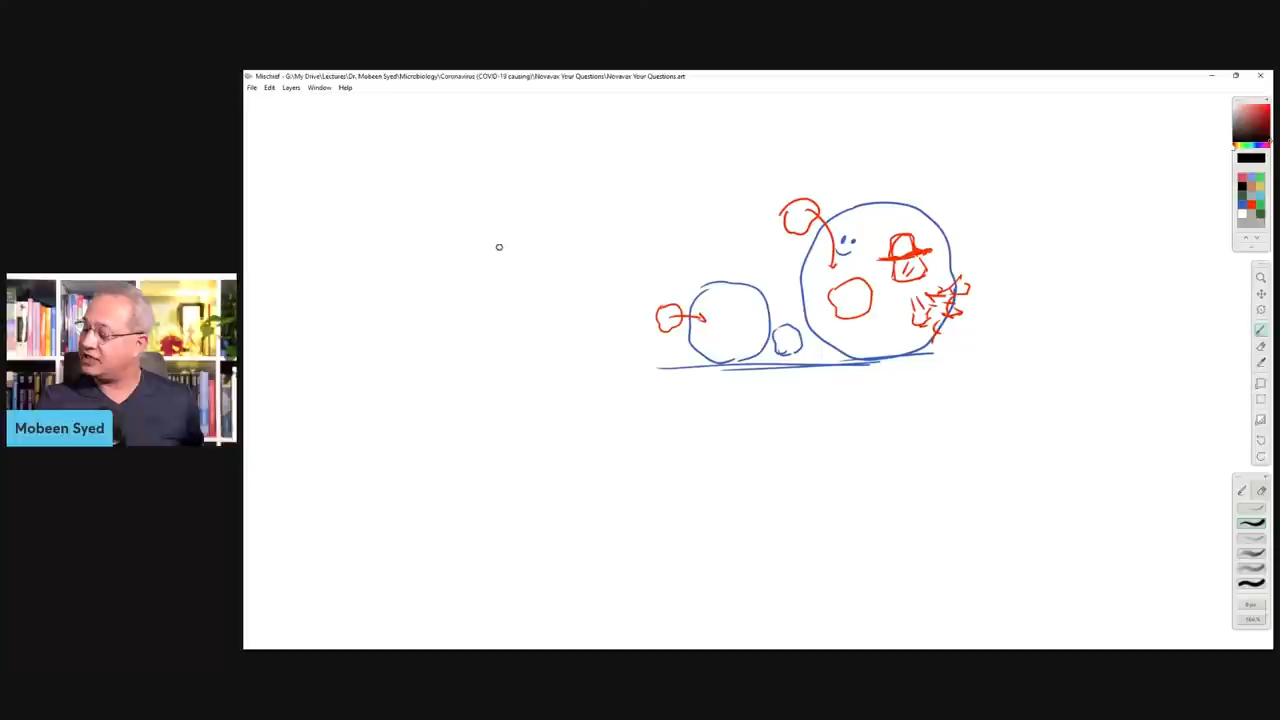 Mischief - G:\My Drive\Lectures\Dr. Mobeen Syed\Microbiology\Coronavirus (COVID-19 causing)\Novavax Your Questions\Novavax Your Questions.art
File Edit Layers Window Help
Mobeen Syed